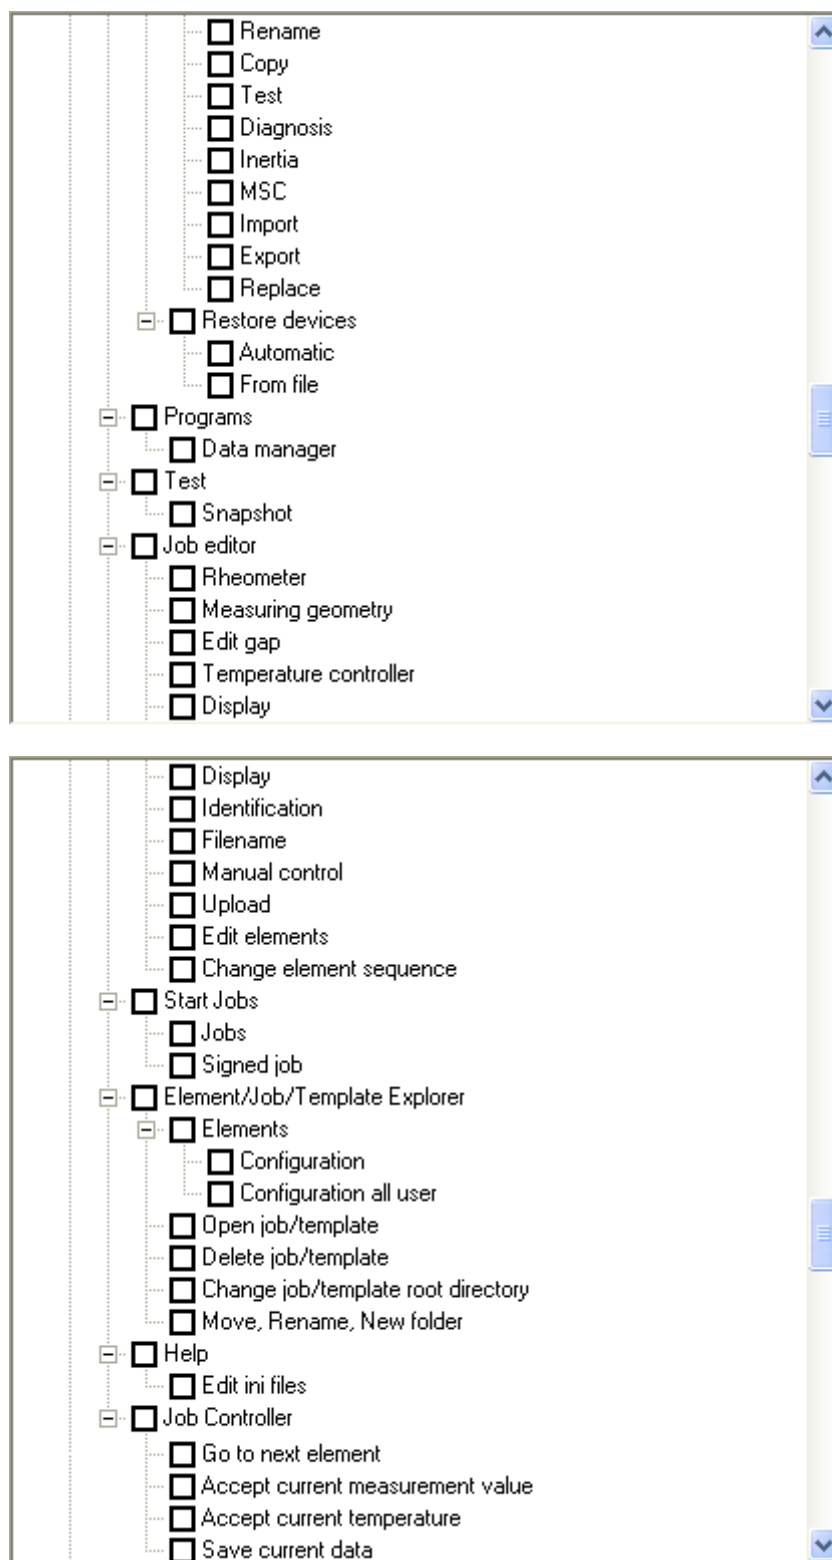 Rename
Copy
Test
Diagnosis
Inertia
MSC
Import
Export
Replace
Restore devices
Automatic
From file
Programs
Data manager
Test
Snapshot
Job editor
Rheometer
Measuring geometry
Edit gap
Temperature controller
Display
Display
Identification
Filename
Manual control
Upload
Edit elements
Change element sequence
Start Jobs
Jobs
Signed job
Element/Job/Template Explorer
Elements
Configuration
Configuration all user
Open job/template
Delete job/template
Change job/template root directory
Move, Rename, New folder
Help
Edit ini files
Job Controller
Go to next element
Accept current measurement value
Accept current temperature
Save current data